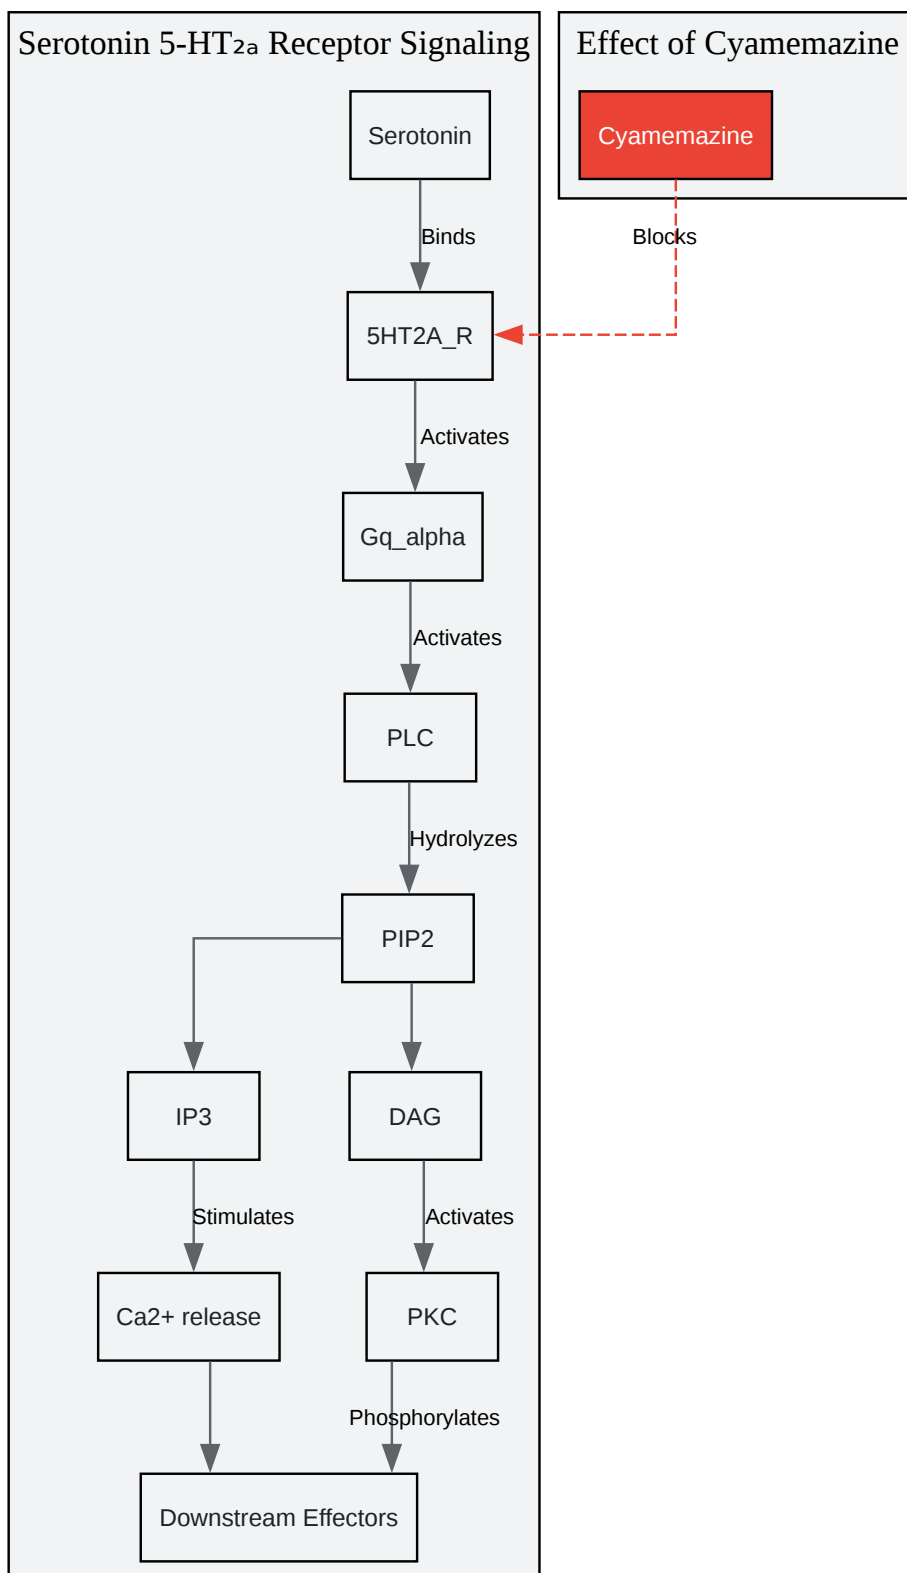 Serotonin 5-HT₂ₐ Receptor Signaling
Effect of Cyamemazine
Serotonin
Cyamemazine
Binds
Blocks
5HT2A_R
Activates
Gq_alpha
Activates
PLC
Hydrolyzes
PIP2
IP3
DAG
Stimulates
Activates
Ca2+ release
PKC
Phosphorylates
Downstream Effectors